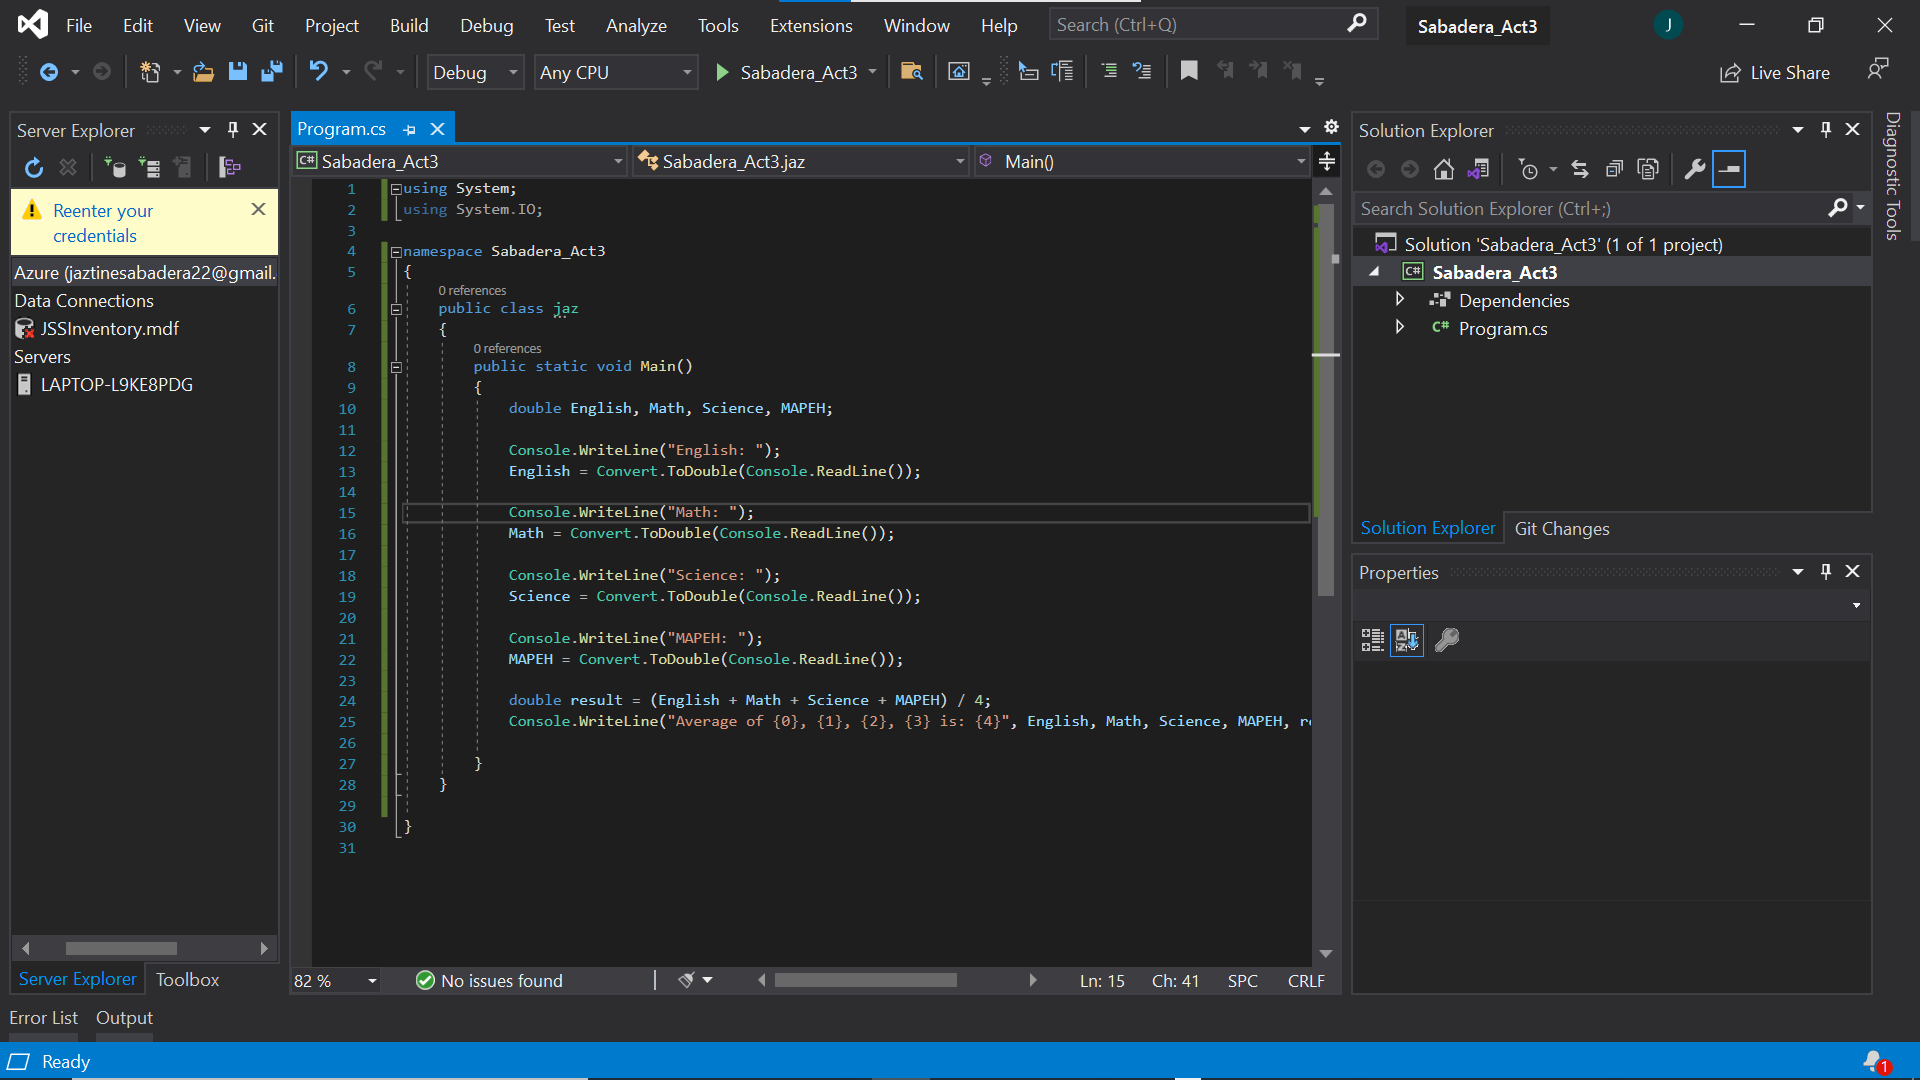 File Edit View Git Project Build Debug Test Analyze Tools Extensions Window Help Search (Ctrl+Q) Sabadera_Act3 J
Debug Any CPU Sabadera_Act3 Live Share
Server Explorer
Reenter your
credentials
Azure (jaztinesabadera22@gmail.
Data Connections
JSSInventory.mdf
Servers
LAPTOP-L9KE8PDG
Server Explorer Toolbox
Program.cs
C# Sabadera_Act3 Sabadera_Act3.jaz Main()
1 using System;
2 using System.IO;
3
4 namespace Sabadera_Act3
5 {
0 references
6 public class jaz
7 {
0 references
8 public static void Main()
9 {
10 double English, Math, Science, MAPEH;
11
12 Console.WriteLine("English: ");
13 English = Convert.ToDouble(Console.ReadLine());
14
15 Console.WriteLine("Math: ");
16 Math = Convert.ToDouble(Console.ReadLine());
17
18 Console.WriteLine("Science: ");
19 Science = Convert.ToDouble(Console.ReadLine());
20
21 Console.WriteLine("MAPEH: ");
22 MAPEH = Convert.ToDouble(Console.ReadLine());
23
24 double result = (English + Math + Science + MAPEH) / 4;
25 Console.WriteLine("Average of {0}, {1}, {2}, {3} is: {4}", English, Math, Science, MAPEH,
26
27 }
28 }
29
30 }
31
82 % No issues found Ln: 15 Ch: 41 SPC CRLF
Solution Explorer
Search Solution Explorer (Ctrl+;)
Solution 'Sabadera_Act3' (1 of 1 project)
C# Sabadera_Act3
Dependencies
C# Program.cs
Solution Explorer Git Changes
Properties
Diagnostic Tools
Error List Output
Ready 1